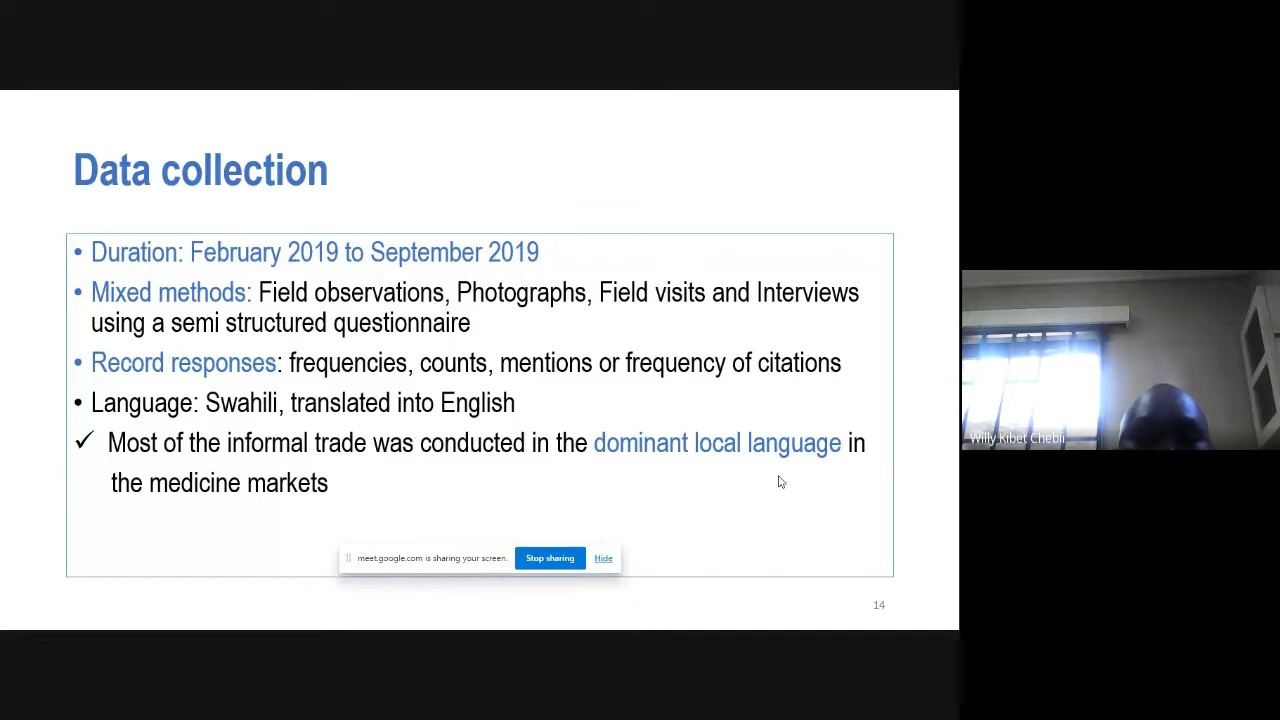 Data collection
• Duration: February 2019 to September 2019
• Mixed methods: Field observations, Photographs, Field visits and Interviews
using a semi structured questionnaire
• Record responses: frequencies, counts, mentions or frequency of citations
• Language: Swahili, translated into English
✓ Most of the informal trade was conducted in the dominant local language in
the medicine markets
meet.google.com is sharing your screen. Stop sharing Hide
14
Willy Kibet Chebii